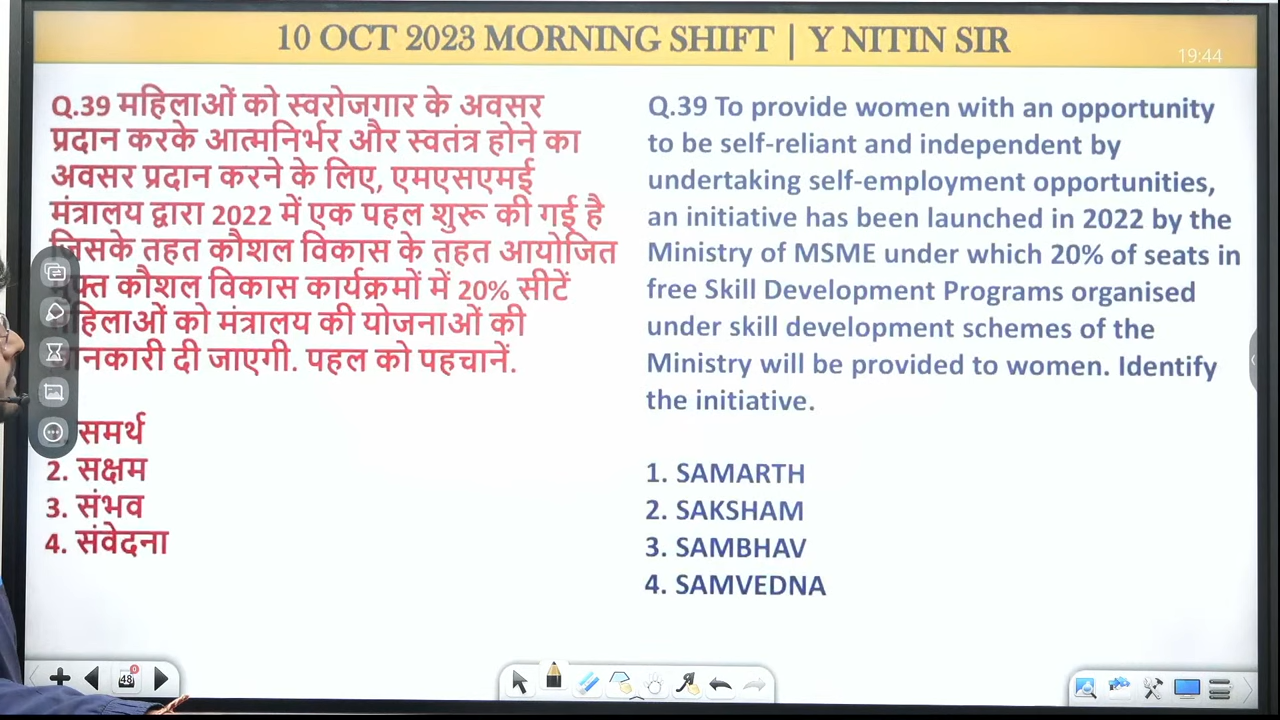 10 OCT 2023 MORNING SHIFT | Y NITIN SIR
19:44
Q.39 महिलाओं को स्वरोजगार के अवसर
प्रदान करके आत्मनिर्भर और स्वतंत्र होने का
अवसर प्रदान करने के लिए, एमएसएमई
मंत्रालय द्वारा 2022 में एक पहल शुरू की गई है
जिसके तहत कौशल विकास के तहत आयोजित
कौशल विकास कार्यक्रमों में 20% सीटें
को मंत्रालय की योजनाओं की
दी जाएगी. पहल को पहचानें.
समर्थ
2. सक्षम
3. संभव
4. संवेदना
Q.39 To provide women with an opportunity
to be self-reliant and independent by
undertaking self-employment opportunities,
an initiative has been launched in 2022 by the
Ministry of MSME under which 20% of seats in
free Skill Development Programs organised
under skill development schemes of the
Ministry will be provided to women. Identify
the initiative.
1. SAMARTH
2. SAKSHAM
3. SAMBHAV
4. SAMVEDNA
48